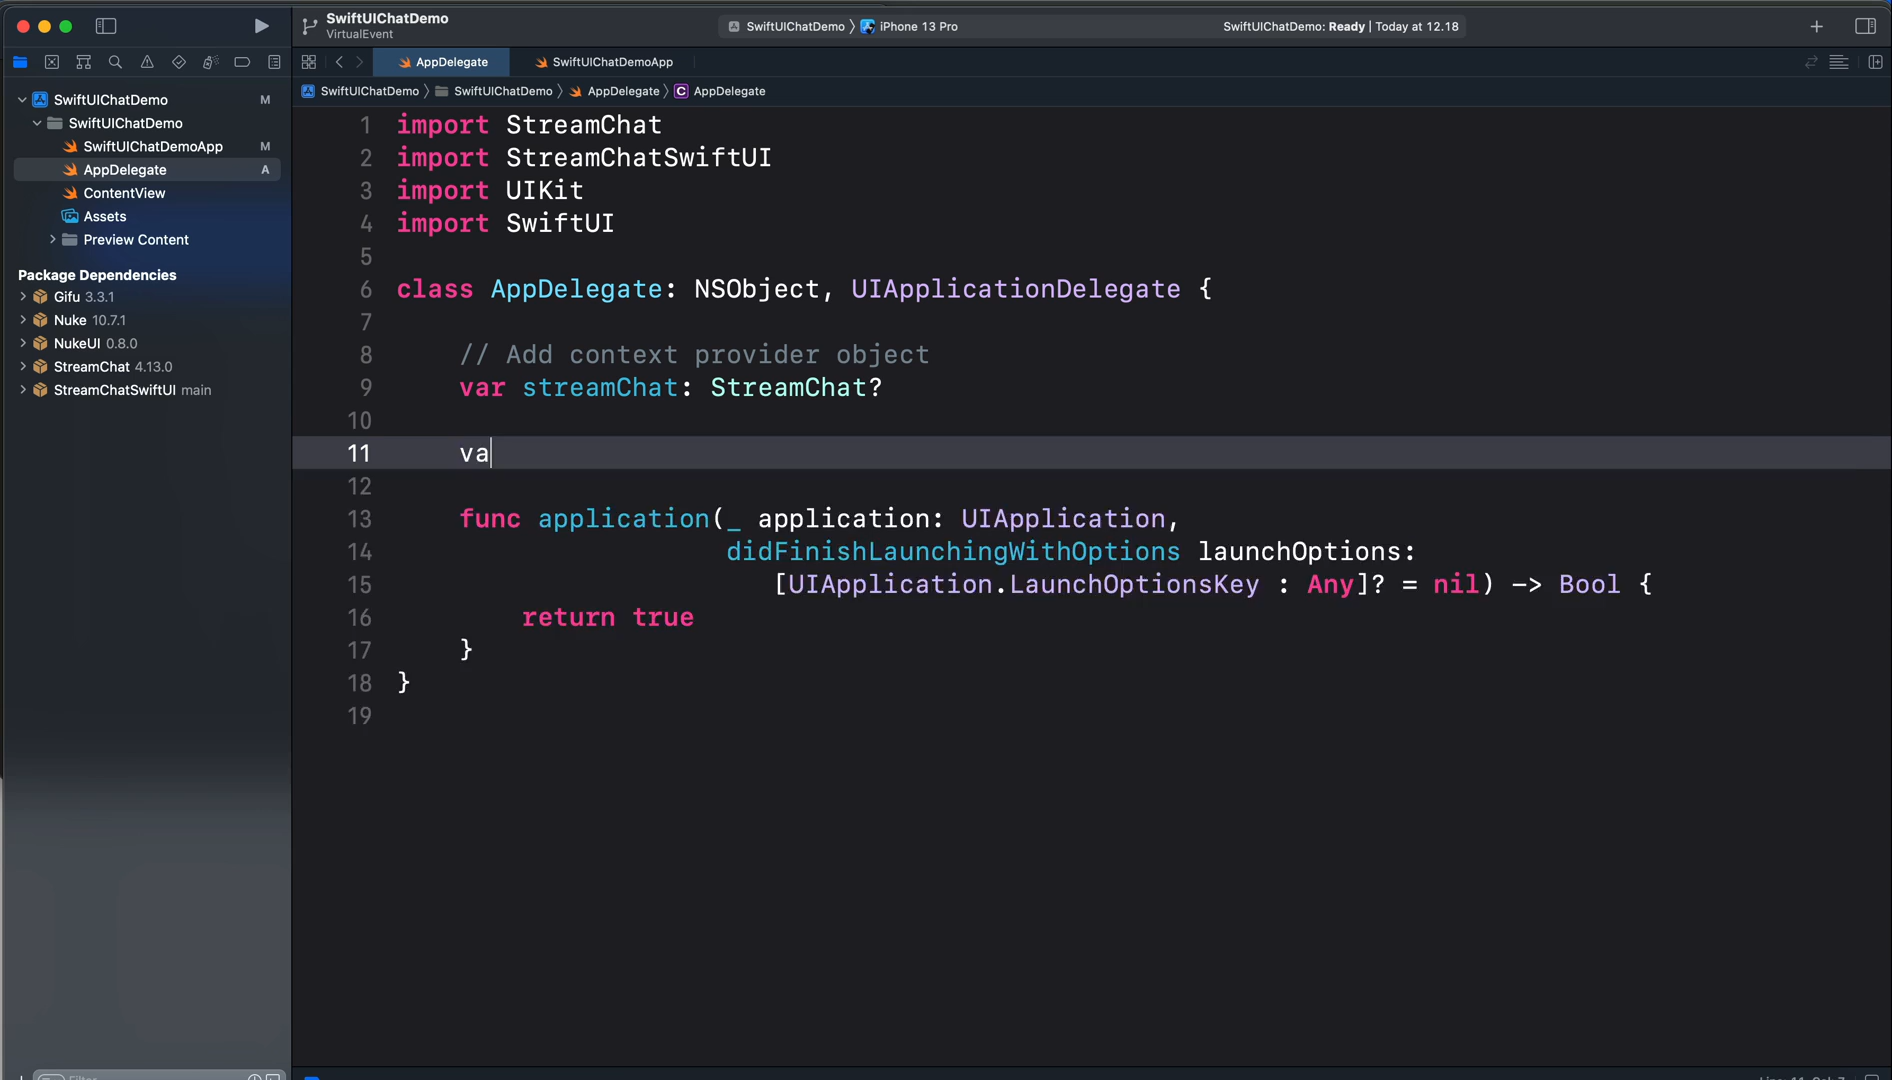 SwiftUIChatDemo
VirtualEvent
SwiftUIChatDemo 〉 iPhone 13 Pro
SwiftUIChatDemo: Ready | Today at 12.18
AppDelegate
SwiftUIChatDemoApp
SwiftUIChatDemo 〉 SwiftUIChatDemo 〉 AppDelegate 〉 C AppDelegate
SwiftUIChatDemo M
SwiftUIChatDemo
SwiftUIChatDemoApp M
AppDelegate A
ContentView
Assets
Preview Content
Package Dependencies
Gifu 3.3.1
Nuke 10.7.1
NukeUI 0.8.0
StreamChat 4.13.0
StreamChatSwiftUI main
1 import StreamChat
2 import StreamChatSwiftUI
3 import UIKit
4 import SwiftUI
5
6 class AppDelegate: NSObject, UIApplicationDelegate {
7
8 // Add context provider object
9 var streamChat: StreamChat?
10
11 va
12
13 func application(_ application: UIApplication,
14 didFinishLaunchingWithOptions launchOptions:
15 [UIApplication.LaunchOptionsKey : Any]? = nil) -> Bool {
16 return true
17 }
18 }
19